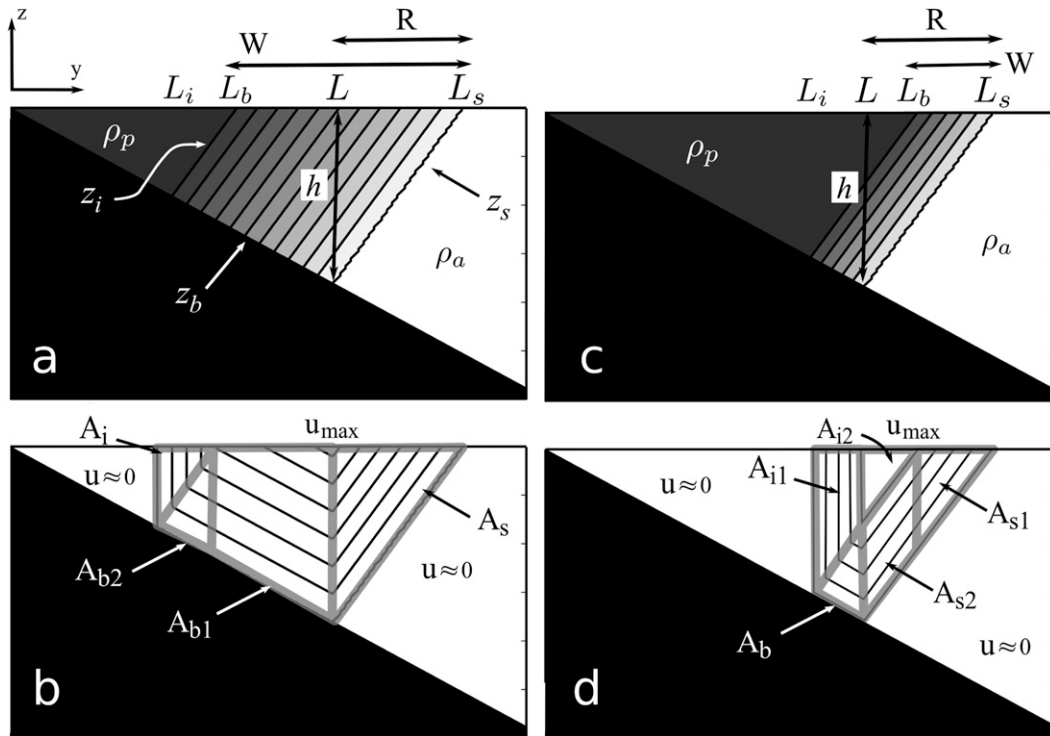 z
y
R
W
L_i L_b L L_s
ρ_p
z_i
h
z_s
z_b
ρ_a
a
R
W
L_i L L_b L_s
ρ_p
h
ρ_a
c
A_i
u_max
u≈0
A_s
A_b2
A_b1
u≈0
b
A_i2
u_max
u≈0
A_i1
A_s1
A_s2
A_b
u≈0
d